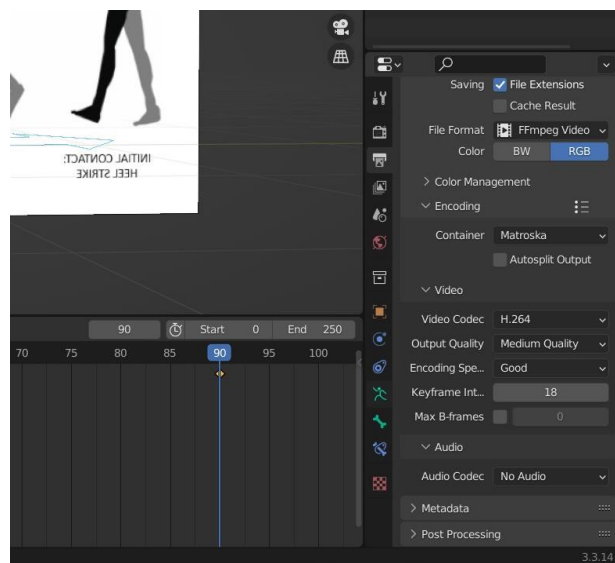 INITIAL CONTACT:
HEEL STRIKE
90
Start 0
End 250
70 75 80 85 90 95 100
Saving
File Extensions
Cache Result
File Format FFmpeg Video
Color BW RGB
Color Management
Encoding
Container Matroska
Autosplit Output
Video
Video Codec H.264
Output Quality Medium Quality
Encoding Spe... Good
Keyframe Int... 18
Max B-frames 0
Audio
Audio Codec No Audio
Metadata
Post Processing
3.3.14